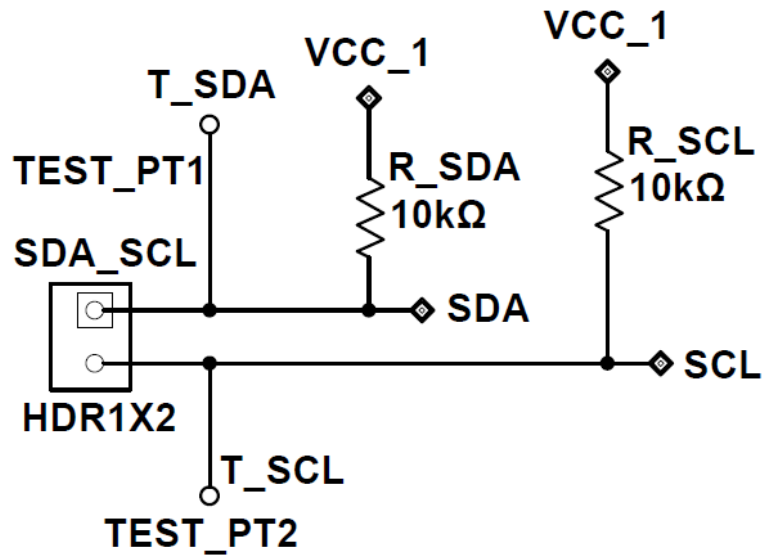 VCC_1
VCC_1
T_SDA
R_SCL
10kΩ
TEST_PT1
R_SDA
10kΩ
SDA_SCL
SDA
SCL
HDR1X2
T_SCL
TEST_PT2